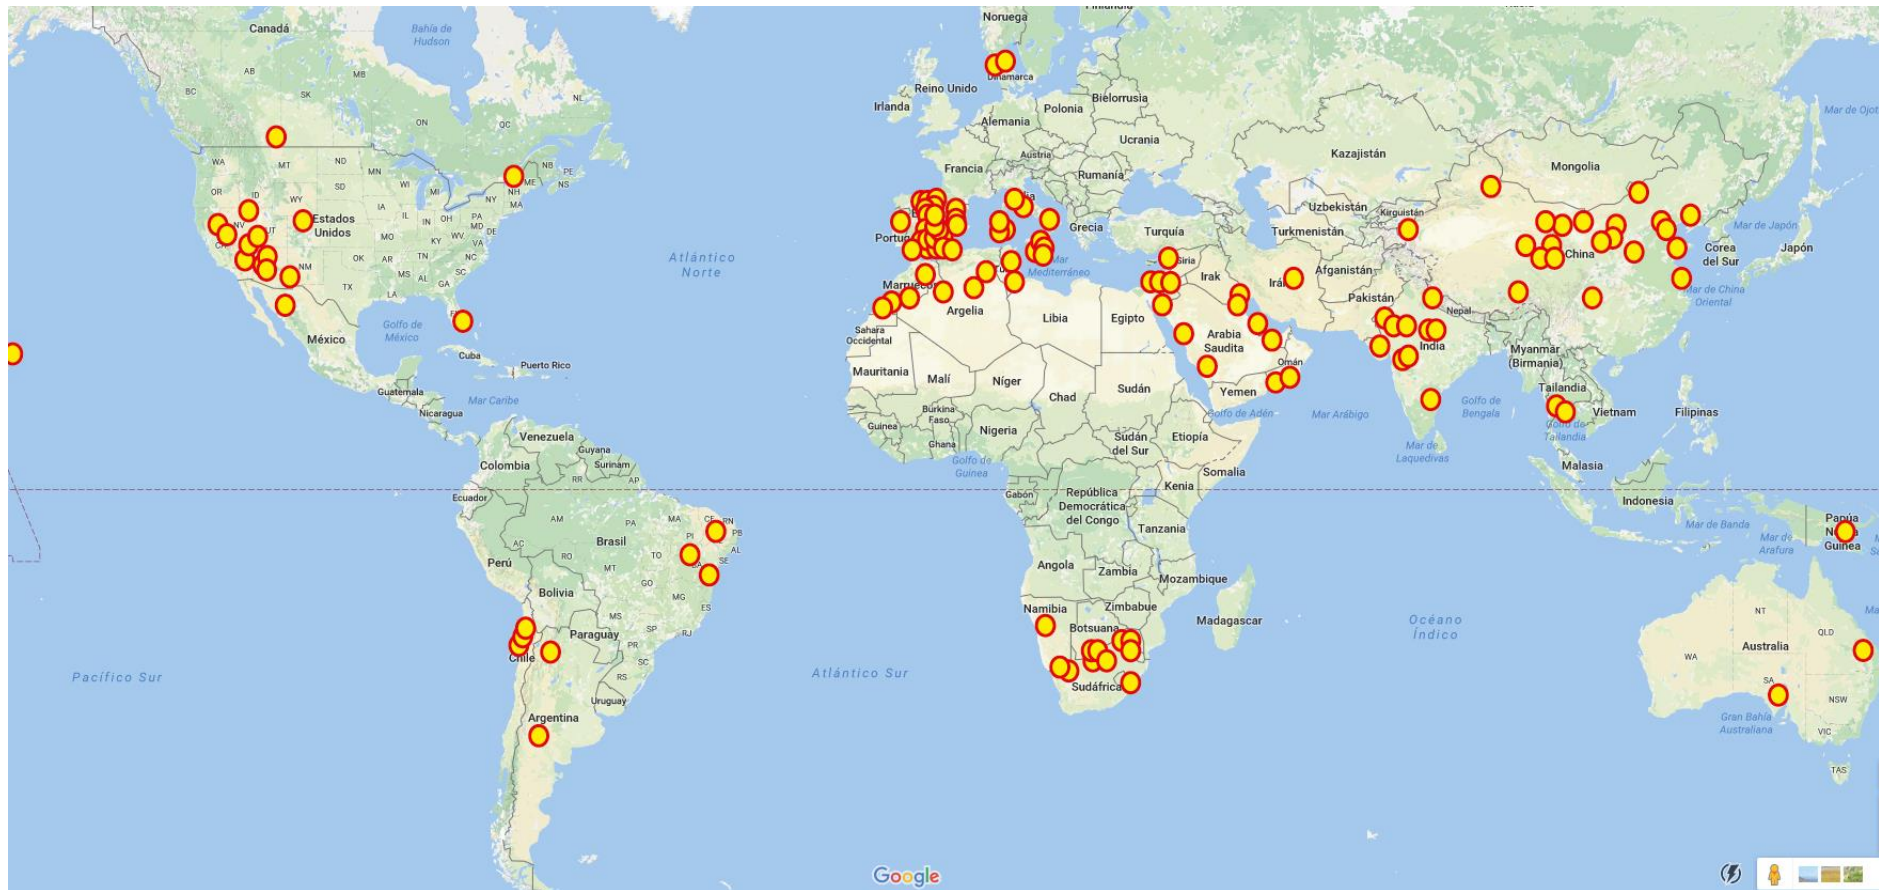 Noruega
Finlandia
Rusia
Canadá
Bahía de
Hudson
AB
MB
BC
SK
NL
ON
QC
Dinamarca
Reino Unido
Irlanda
Bielorrusia
Polonia
Alemania
Ucrania
Austria
Francia
Rumanía
Kazajistán
Mongolia
Mar de Ojot
WA
MT
ND
MN
NB
PE
NS
ME
OR
ID
SD
WI
MI
NH
MA
WY
NY
IA
NV
UT
Estados
Unidos
IL
IN
OH
PA
MD
DE
MO
KY
WV
VA
OK
AR
TN
NC
NM
MS
AL
SC
TX
GA
LA
Portug
Grecia
Turquía
Siria
Uzbekistán
Kirguistán
Turkmenistán
China
Corea
del Sur
Mar de Japón
Japón
Atlántico
Norte
Mar
Mediterráneo
Irak
Irán
Afganistán
Pakistán
Nepal
Mar de China
Oriental
Golfo de
México
México
Cuba
Puerto Rico
Guatemala
Mar Caribe
Nicaragua
Marruecos
Argelia
Libia
Egipto
Sahara
Occidental
Arabia
Saudita
Omán
India
Myanmar
(Birmania)
Mauritania
Malí
Níger
Chad
Sudán
Yemen
Golfo de Adén
Mar Arábigo
Golfo de
Bengala
Tailandia
Vietnam
Golfo de
Tailandia
Filipinas
Burkina
Faso
Guinea
Ghana
Nigeria
Sudán
del Sur
Etiopía
Mar de
Laquedivas
Venezuela
Guyana
Surinam
Colombia
Golfo de
Guinea
Somalia
Malasia
RR
AP
Ecuador
Gabón
República
Democrática
del Congo
Kenia
Indonesia
AM
PA
MA
CE
RN
PB
PI
AL
SE
Brasil
TO
AC
RO
Perú
MT
Tanzania
Mar de Banda
Mar de
Arafura
Papúa
Guinea
Angola
Zambia
Mozambique
Bolivia
GO
MG
ES
MS
SP
RJ
Paraguay
PR
SC
RS
Chile
Namibia
Zimbabue
Botsuana
Madagascar
Océano
Índico
NT
QLD
Australia
WA
SA
NSW
VIC
TAS
Pacífico Sur
Atlántico Sur
Sudáfrica
Uruguay
Argentina
Gran Bahía
Australiana
Google